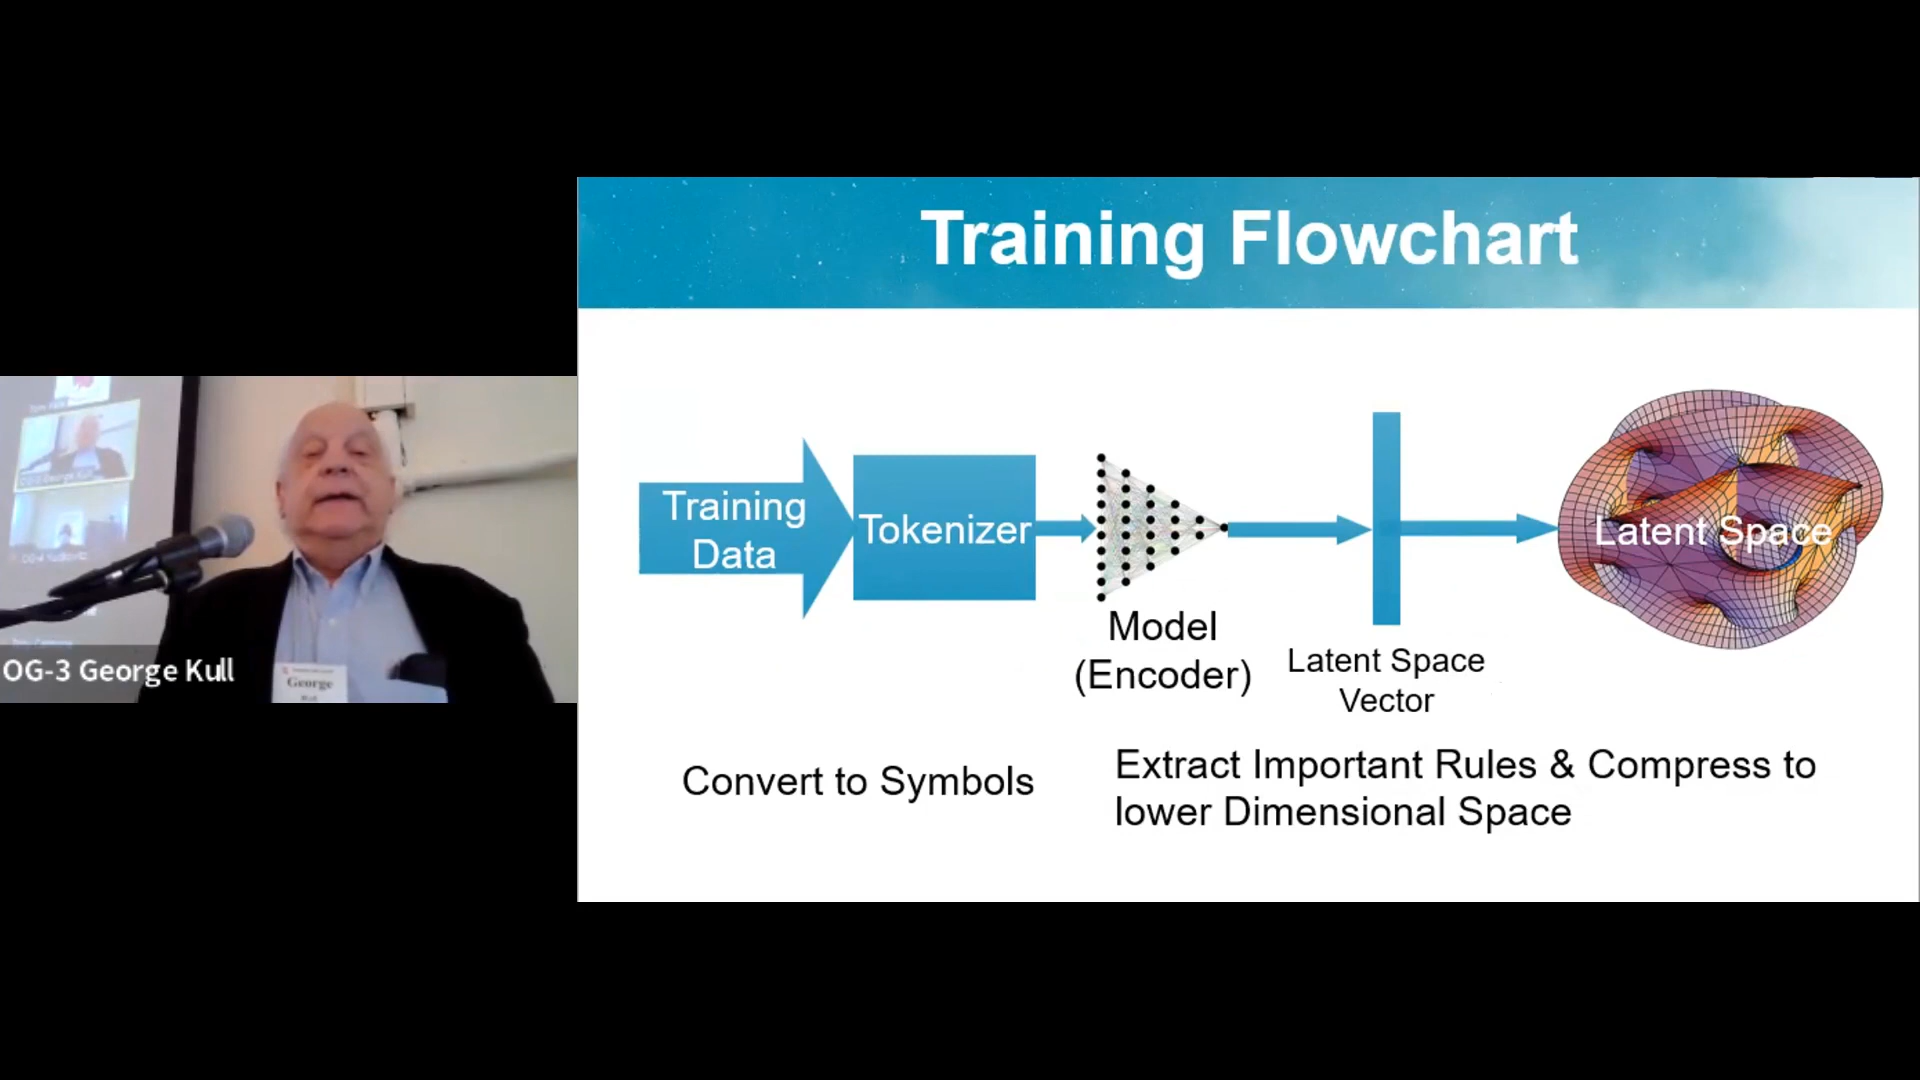 Training Flowchart
Training
Data
Tokenizer
Model
(Encoder)
Latent Space
Vector
Latent Space
Convert to Symbols
Extract Important Rules & Compress to
lower Dimensional Space
OG-3 George Kull
George